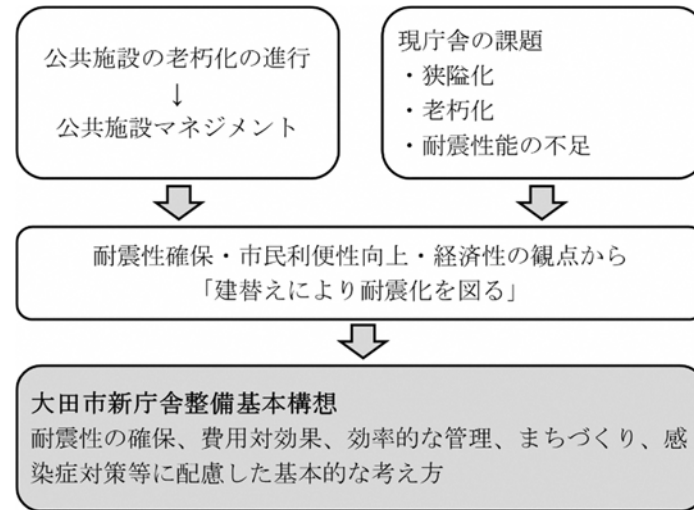 公共施設の老朽化の進行
↓
公共施設マネジメント
現庁舎の課題
・狭隘化
・老朽化
・耐震性能の不足
耐震性確保・市民利便性向上・経済性の観点から
「建替えにより耐震化を図る」
大田市新庁舎整備基本構想
耐震性の確保、費用対効果、効率的な管理、まちづくり、感
染症対策等に配慮した基本的な考え方